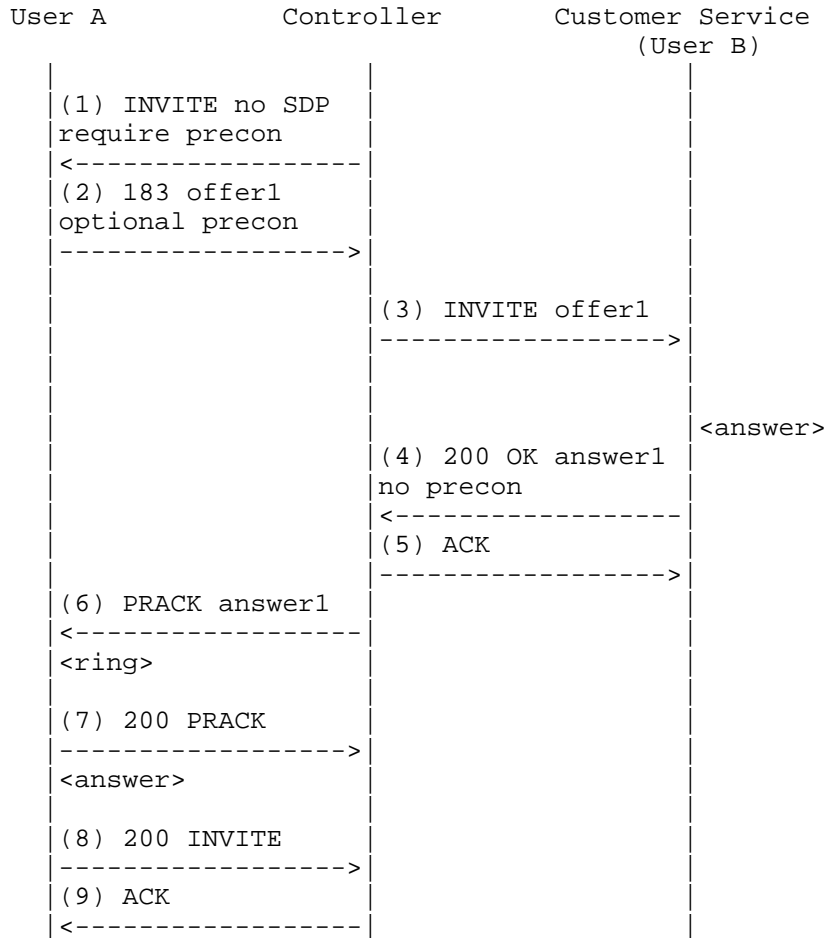 User A Controller Customer Service
(User B)
(1) INVITE no SDP
require precon
<------------------
(2) 183 offer1
optional precon
------------------>
(3) INVITE offer1
------------------>
<answer>
(4) 200 OK answer1
no precon
<------------------
(5) ACK
------------------>
(6) PRACK answer1
<------------------
<ring>
(7) 200 PRACK
------------------>
<answer>
(8) 200 INVITE
------------------>
(9) ACK
<------------------